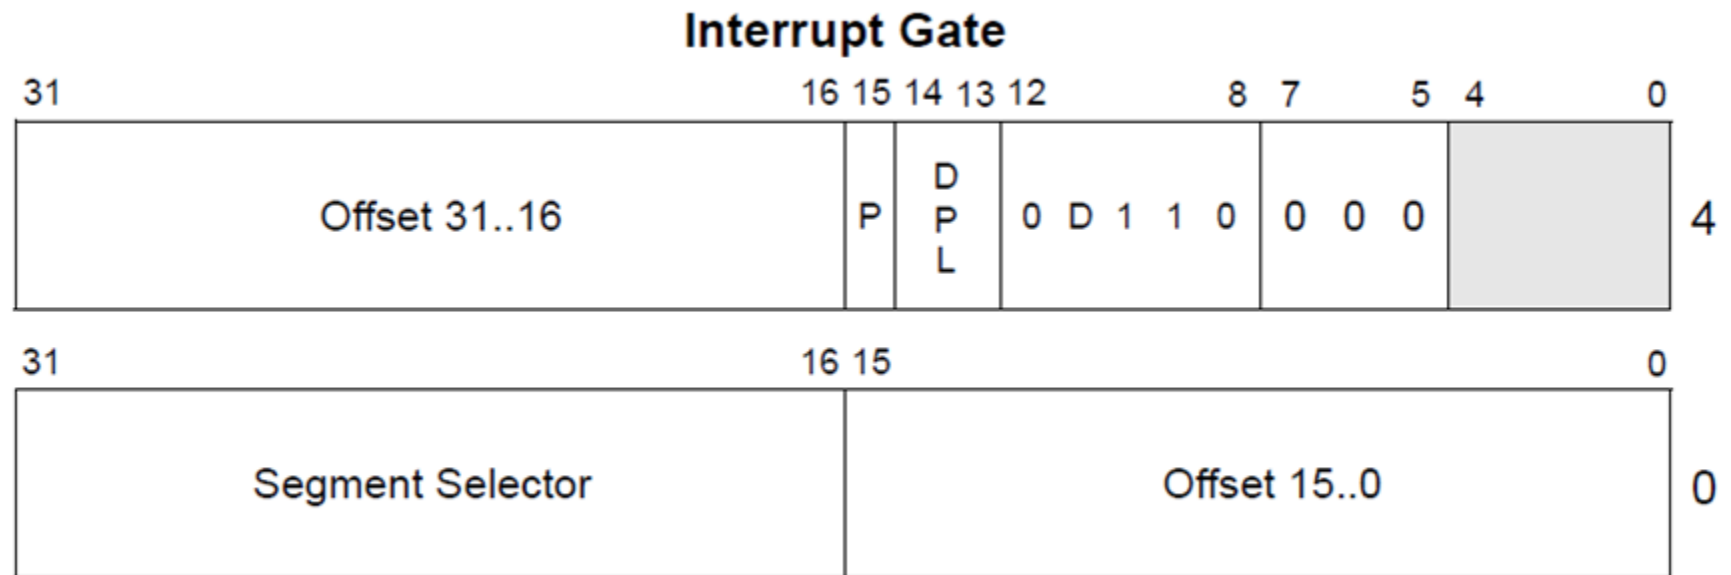 Interrupt Gate
31 16 15 14 13 12 8 7 5 4 0
Offset 31..16 P DPL 0 D 1 1 0 0 0 0 4
31 16 15 0
Segment Selector Offset 15..0 0